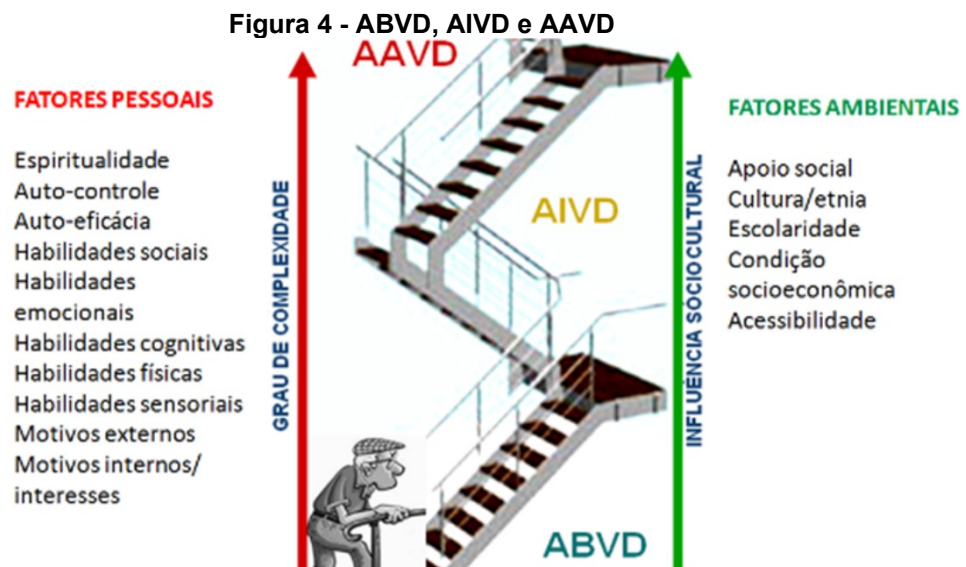 Figura 4 - ABVD, AIVD e AAVD
AAVD
FATORES PESSOAIS
Espiritualidade
Auto-controle
Auto-eficácia
Habilidades sociais
Habilidades
emocionais
Habilidades cognitivas
Habilidades físicas
Habilidades sensoriais
Motivos externos
Motivos internos/
interesses
GRAU DE COMPLEXIDADE
AIVD
ABVD
INFLUÊNCIA SOCIOCULTURAL
FATORES AMBIENTAIS
Apoio social
Cultura/etnia
Escolaridade
Condição
socioeconômica
Acessibilidade